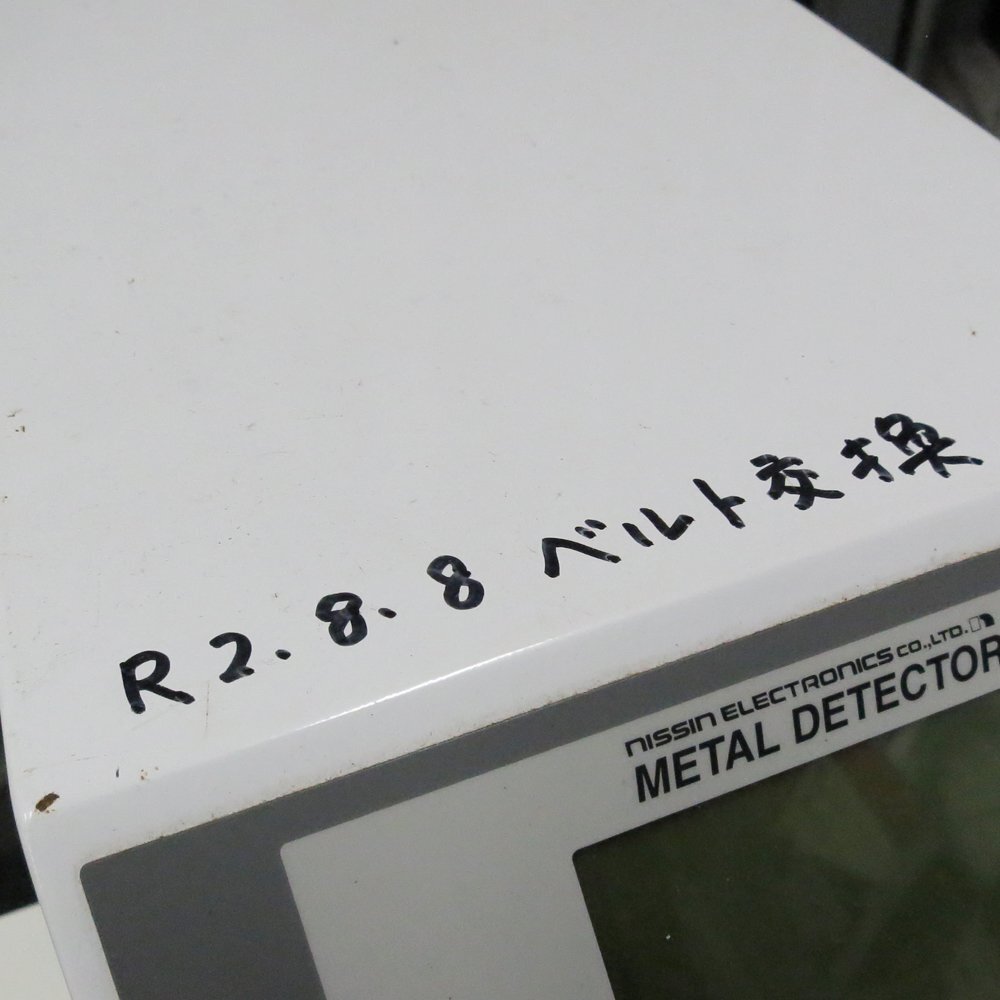 R2.8.8 ベルト交換
NISSIN ELECTRONICS CO.,LTD.
METAL DETECTOR